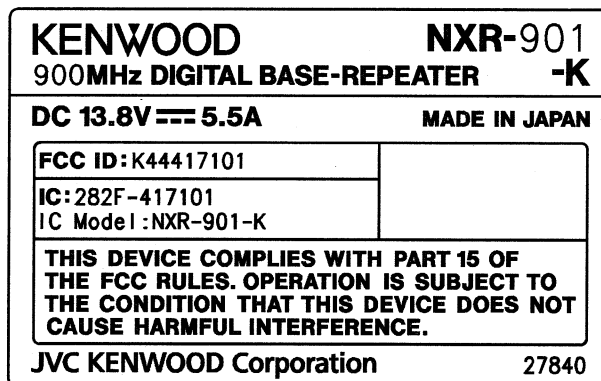 KENWOOD NXR-901
900MHz DIGITAL BASE-REPEATER -K
DC 13.8V 5.5A MADE IN JAPAN
FCC ID:K44417101
IC:282F-417101
IC Model:NXR-901-K
THIS DEVICE COMPLIES WITH PART 15 OF
THE FCC RULES. OPERATION IS SUBJECT TO
THE CONDITION THAT THIS DEVICE DOES NOT
CAUSE HARMFUL INTERFERENCE.
JVC KENWOOD Corporation 27840